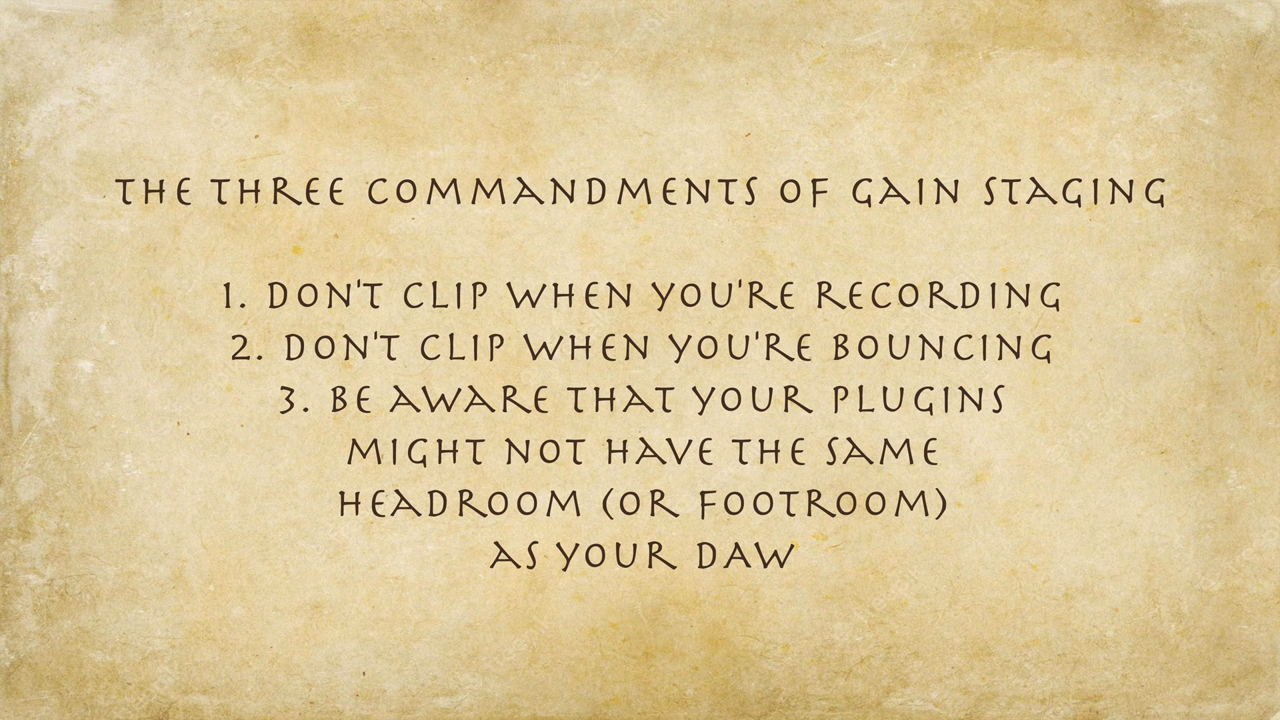 THE THREE COMMANDMENTS OF GAIN STAGING
1. DON'T CLIP WHEN YOU'RE RECORDING
2. DON'T CLIP WHEN YOU'RE BOUNCING
3. BE AWARE THAT YOUR PLUGINS
MIGHT NOT HAVE THE SAME
HEADROOM (OR FOOTROOM)
AS YOUR DAW